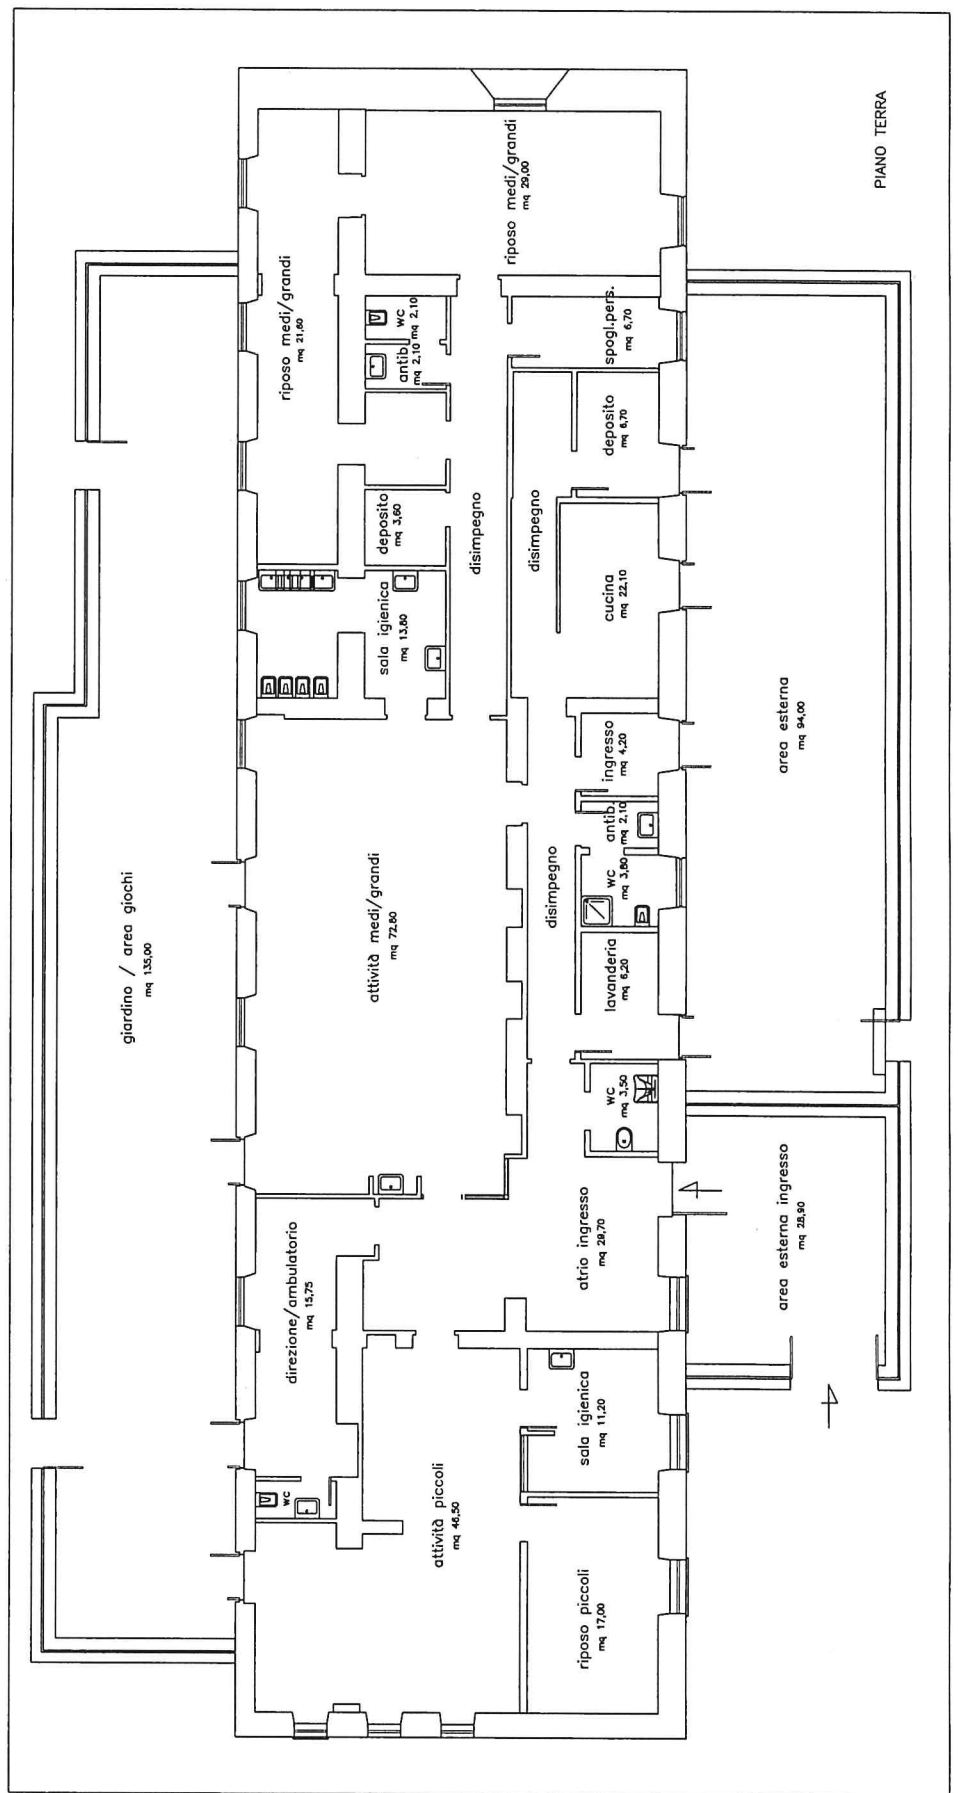 giardino / area giochi
mq 135,00
riposo medi/grandi
mq 21,60
riposo medi/grandi
mq 29,00
WC
mq 2,10
antib.
mq 2,10
spogl.pers.
mq 6,70
deposito
mq 3,60
deposito
mq 6,70
disimpegno
disimpegno
sala igienica
mq 13,80
cucina
mq 22,10
ingresso
mq 4,20
antib.
mq 2,10
WC
mq 3,80
attività medi/grandi
mq 72,80
disimpegno
lavanderia
mq 6,20
WC
mq 3,50
direzione/ambulatorio
mq 15,75
atrio ingresso
mq 29,70
wc
attività piccoli
mq 46,50
sala igienica
mq 11,20
riposo piccoli
mq 17,00
area esterna
mq 94,00
area esterna ingresso
mq 28,90
PIANO TERRA